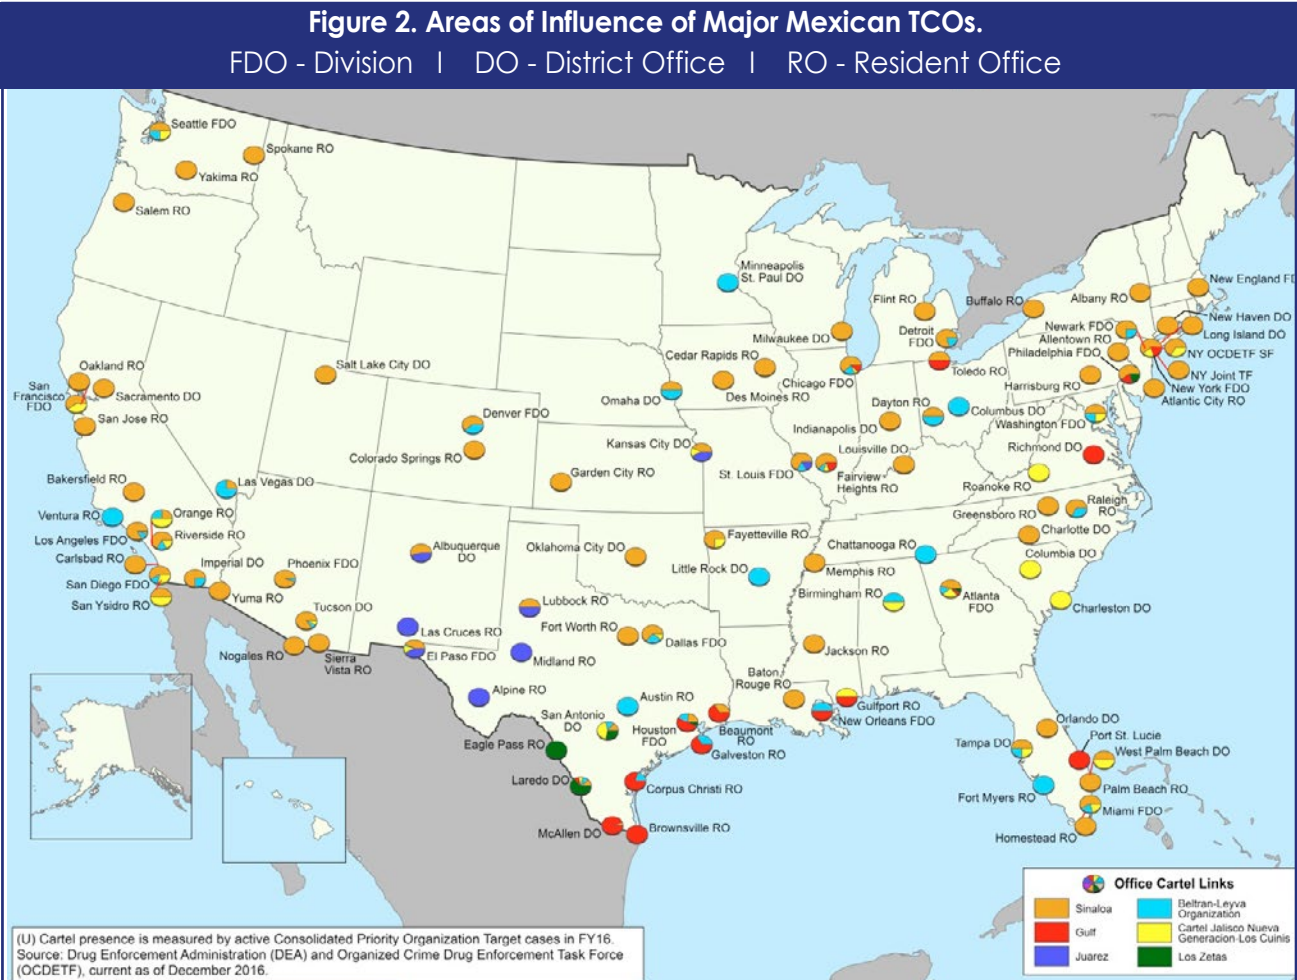 Figure 2. Areas of Influence of Major Mexican TCOs.
FDO - Division I DO - District Office I RO - Resident Office
Seattle FDO
Spokane RO
Yakima RO
Salem RO
Minneapolis
St. Paul DO
New England F
Flint RO
Buffalo RO
Albany RO
New Haven DO
Newark FDO
Long Island DO
Detroit
FDO
Milwaukee DO
Allentown RO
NY OCDETF SF
Philadelphia FDO
Cedar Rapids RO
Oakland RO
Salt Lake City DO
Toledo RO
NY Joint TF
Chicago FDO
Harrisburg RO
New York FDO
San
Francisco
FDO
Sacramento DO
Des Moines RO
Atlantic City RO
Omaha DO
Dayton RO
Columbus DO
San Jose RO
Denver FDO
Washington FDO
Indianapolis DO
Kansas City DO
Louisville DO
Richmond DO
Colorado Springs RO
St. Louis FDO
Fairview
Heights RO
Garden City RO
Bakersfield RO
Las Vegas DO
Roanoke RO
Raleigh
RO
Ventura RO
Orange RO
Greensboro RO
Los Angeles FDO
Riverside RO
Fayetteville RO
Charlotte DO
Albuquerque
DO
Oklahoma City DO
Chattanooga RO
Columbia DO
Carlsbad RO
Imperial DO
Phoenix FDO
Little Rock DO
Memphis RO
San Diego FDO
Birmingham RO
Atlanta
FDO
San Ysidro RO
Yuma RO
Lubbock RO
Charleston DO
Tucson DO
Fort Worth RO
Dallas FDO
Las Cruces RO
Nogales RO
Sierra
Vista RO
El Paso FDO
Midland RO
Jackson RO
Baton
Rouge RO
Alpine RO
Austin RO
Gulfport RO
San Antonio
DO
Houston
FDO
Beaumont
RO
New Orleans FDO
Orlando DO
Port St. Lucie
Eagle Pass RO
Galveston RO
Tampa DO
West Palm Beach DO
Laredo DO
Corpus Christi RO
Palm Beach RO
Fort Myers RO
Miami FDO
McAllen DO
Brownsville RO
Homestead RO
Office Cartel Links
Sinaloa
Beltran-Leyva
Organization
Gulf
Cartel Jalisco Nueva
Generacion-Los Cuinis
Juarez
Los Zetas
(U) Cartel presence is measured by active Consolidated Priority Organization Target cases in FY16.
Source: Drug Enforcement Administration (DEA) and Organized Crime Drug Enforcement Task Force
(OCDETF), current as of December 2016.